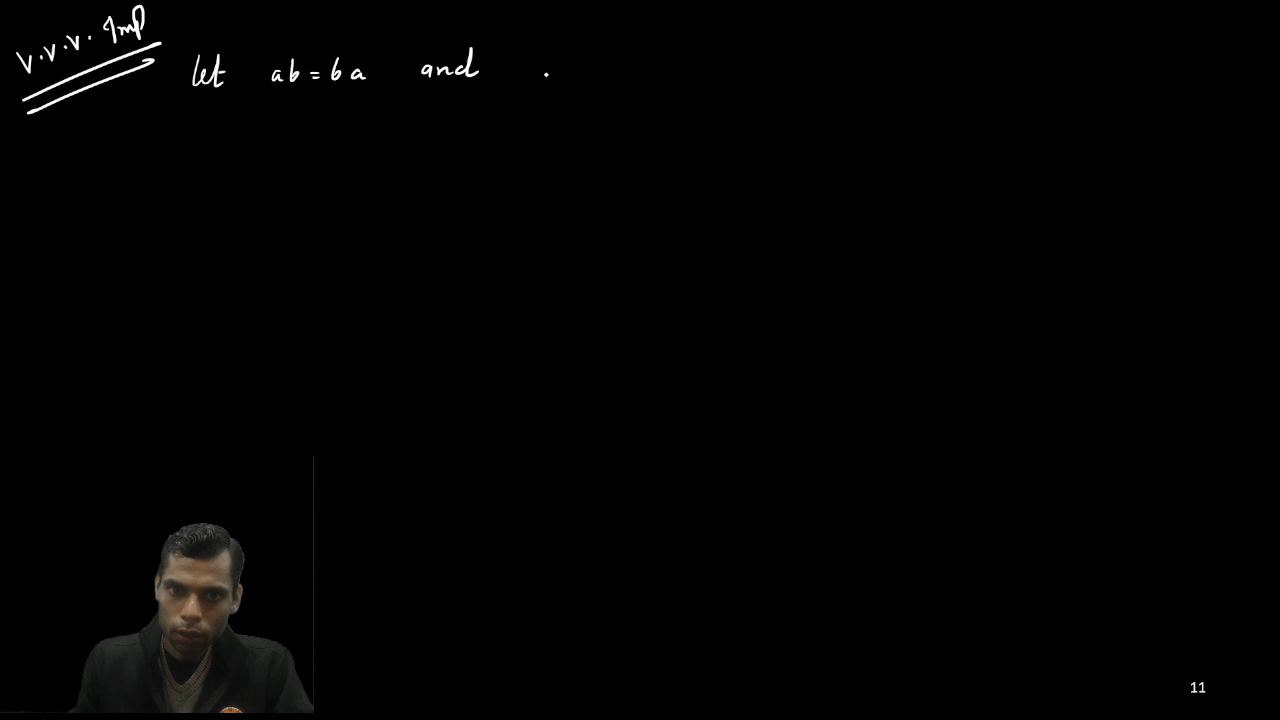 V.V.V. Imp
let ab = ba and .
11